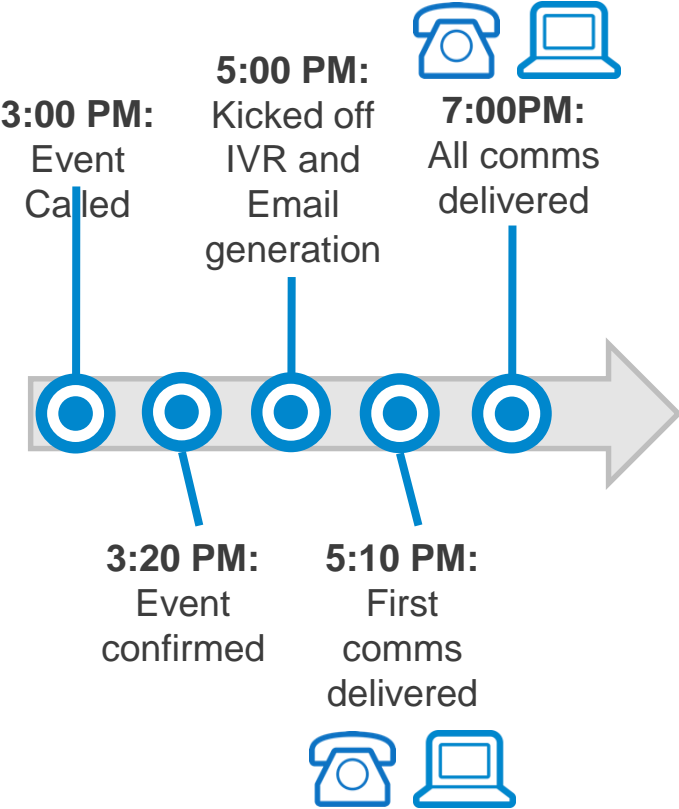 3:00 PM:
Event
Called
5:00 PM:
Kicked off
IVR and
Email
generation
7:00PM:
All comms
delivered
3:20 PM:
Event
confirmed
5:10 PM:
First
comms
delivered